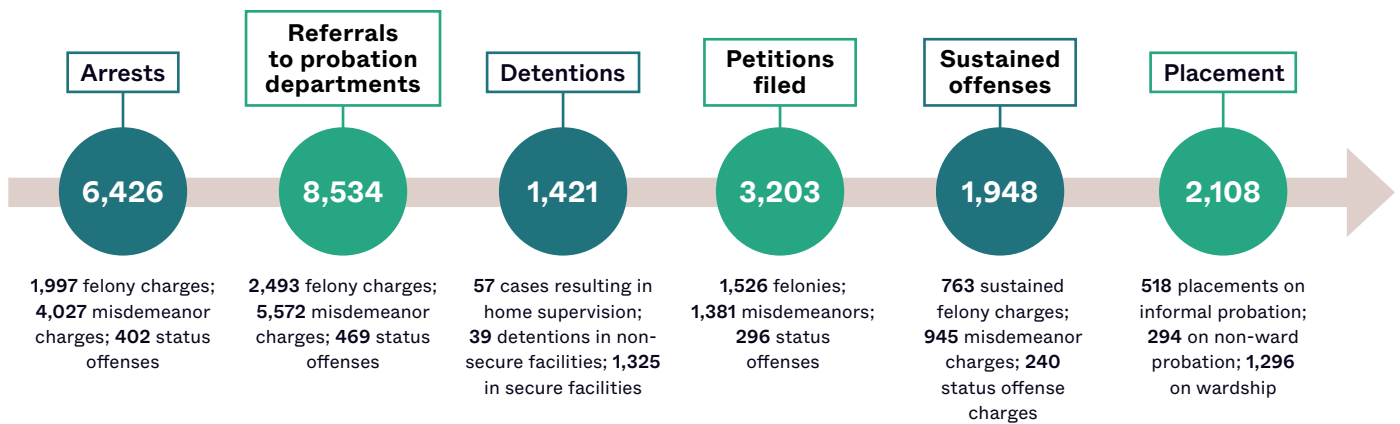 Arrests
6,426
1,997 felony charges;
4,027 misdemeanor
charges; 402 status
offenses
Referrals
to probation
departments
8,534
2,493 felony charges;
5,572 misdemeanor
charges; 469 status
offenses
Detentions
1,421
57 cases resulting in
home supervision;
39 detentions in non-
secure facilities; 1,325
in secure facilities
Petitions
filed
3,203
1,526 felonies;
1,381 misdemeanors;
296 status
offenses
Sustained
offenses
1,948
763 sustained
felony charges;
945 misdemeanor
charges; 240
status offense
charges
Placement
2,108
518 placements on
informal probation;
294 on non-ward
probation; 1,296
on wardship